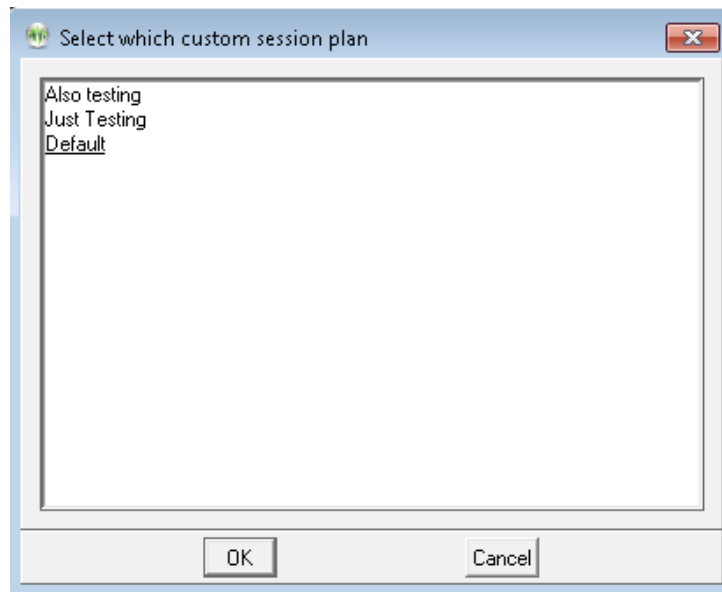 Select which custom session plan
Also testing
Just Testing
Default
OK
Cancel